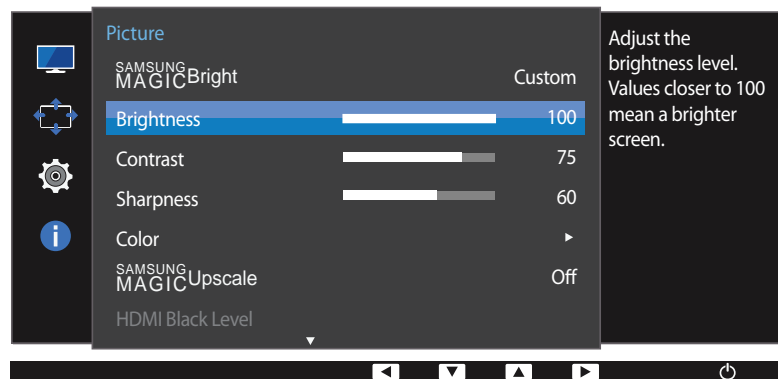 Picture
SAMSUNG
MAGICBright Custom
Brightness 100
Contrast 75
Sharpness 60
Color
SAMSUNG
MAGICUpscale Off
HDMI Black Level
Adjust the
brightness level.
Values closer to 100
mean a brighter
screen.